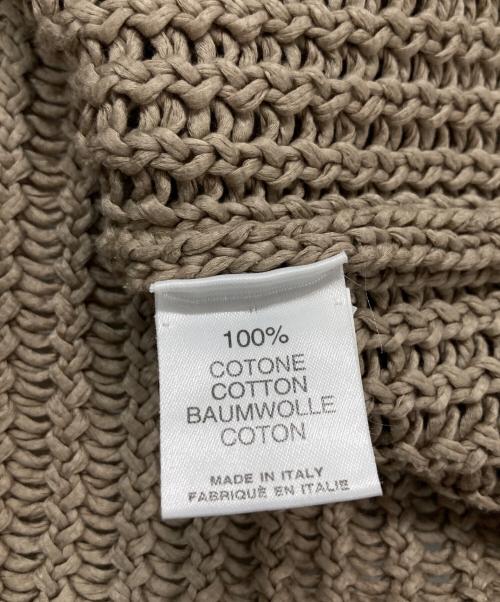 100%
COTONE
COTTON
BAUMWOLLE
COTON
MADE IN ITALY
FABRIQUÉ EN ITALIE